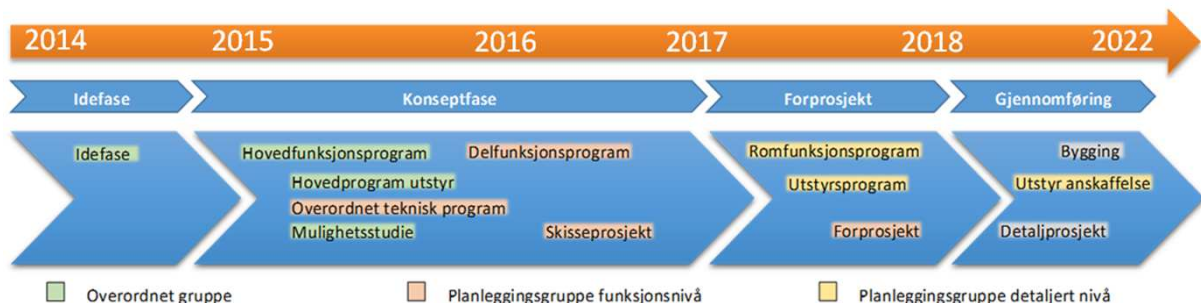 2014 2015 2016 2017 2018 2022
Idefase Konseptfase Forprosjekt Gjennomføring
Idefase Hovedfunksjonsprogram Delfunksjonsprogram Romfunksjonsprogram Bygging
Hovedprogram utstyr Utstyrsprogram Utstyr anskaffelse
Overordnet teknisk program
Mulighetsstudie Skisseprosjekt Forprosjekt Detaljprosjekt
Overordnet gruppe Planleggingsgruppe funksjonsnivå Planleggingsgruppe detaljert nivå